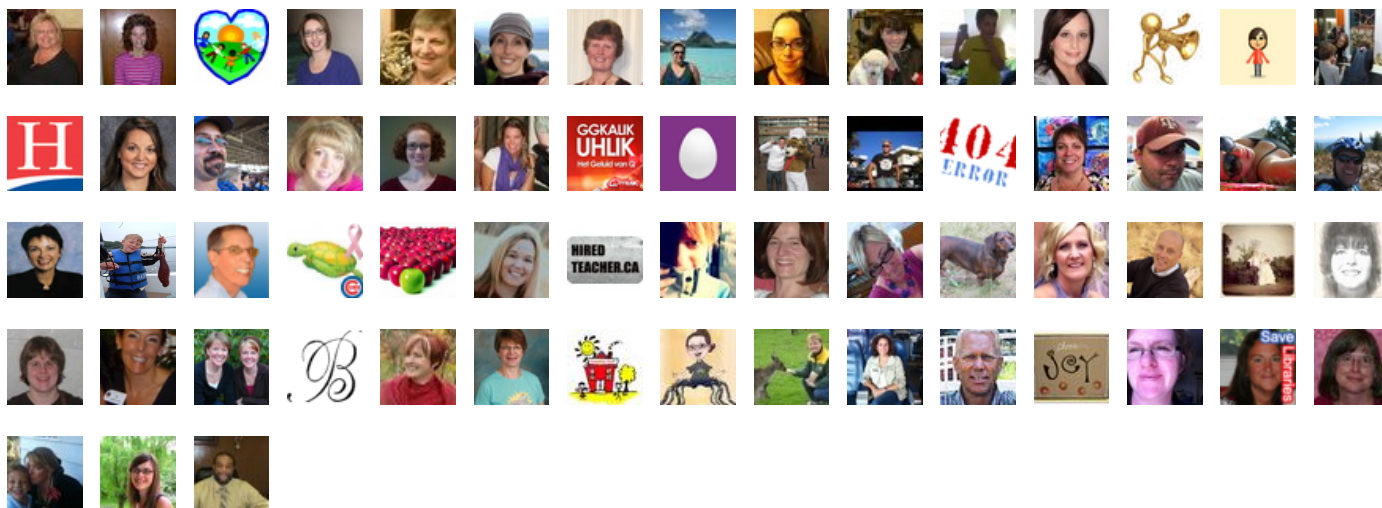 H
GGKALIK
UHLIK
Het Geluid van Q
404
ERROR
HIRED
TEACHER.CA
B
JOY
Save
Libraries